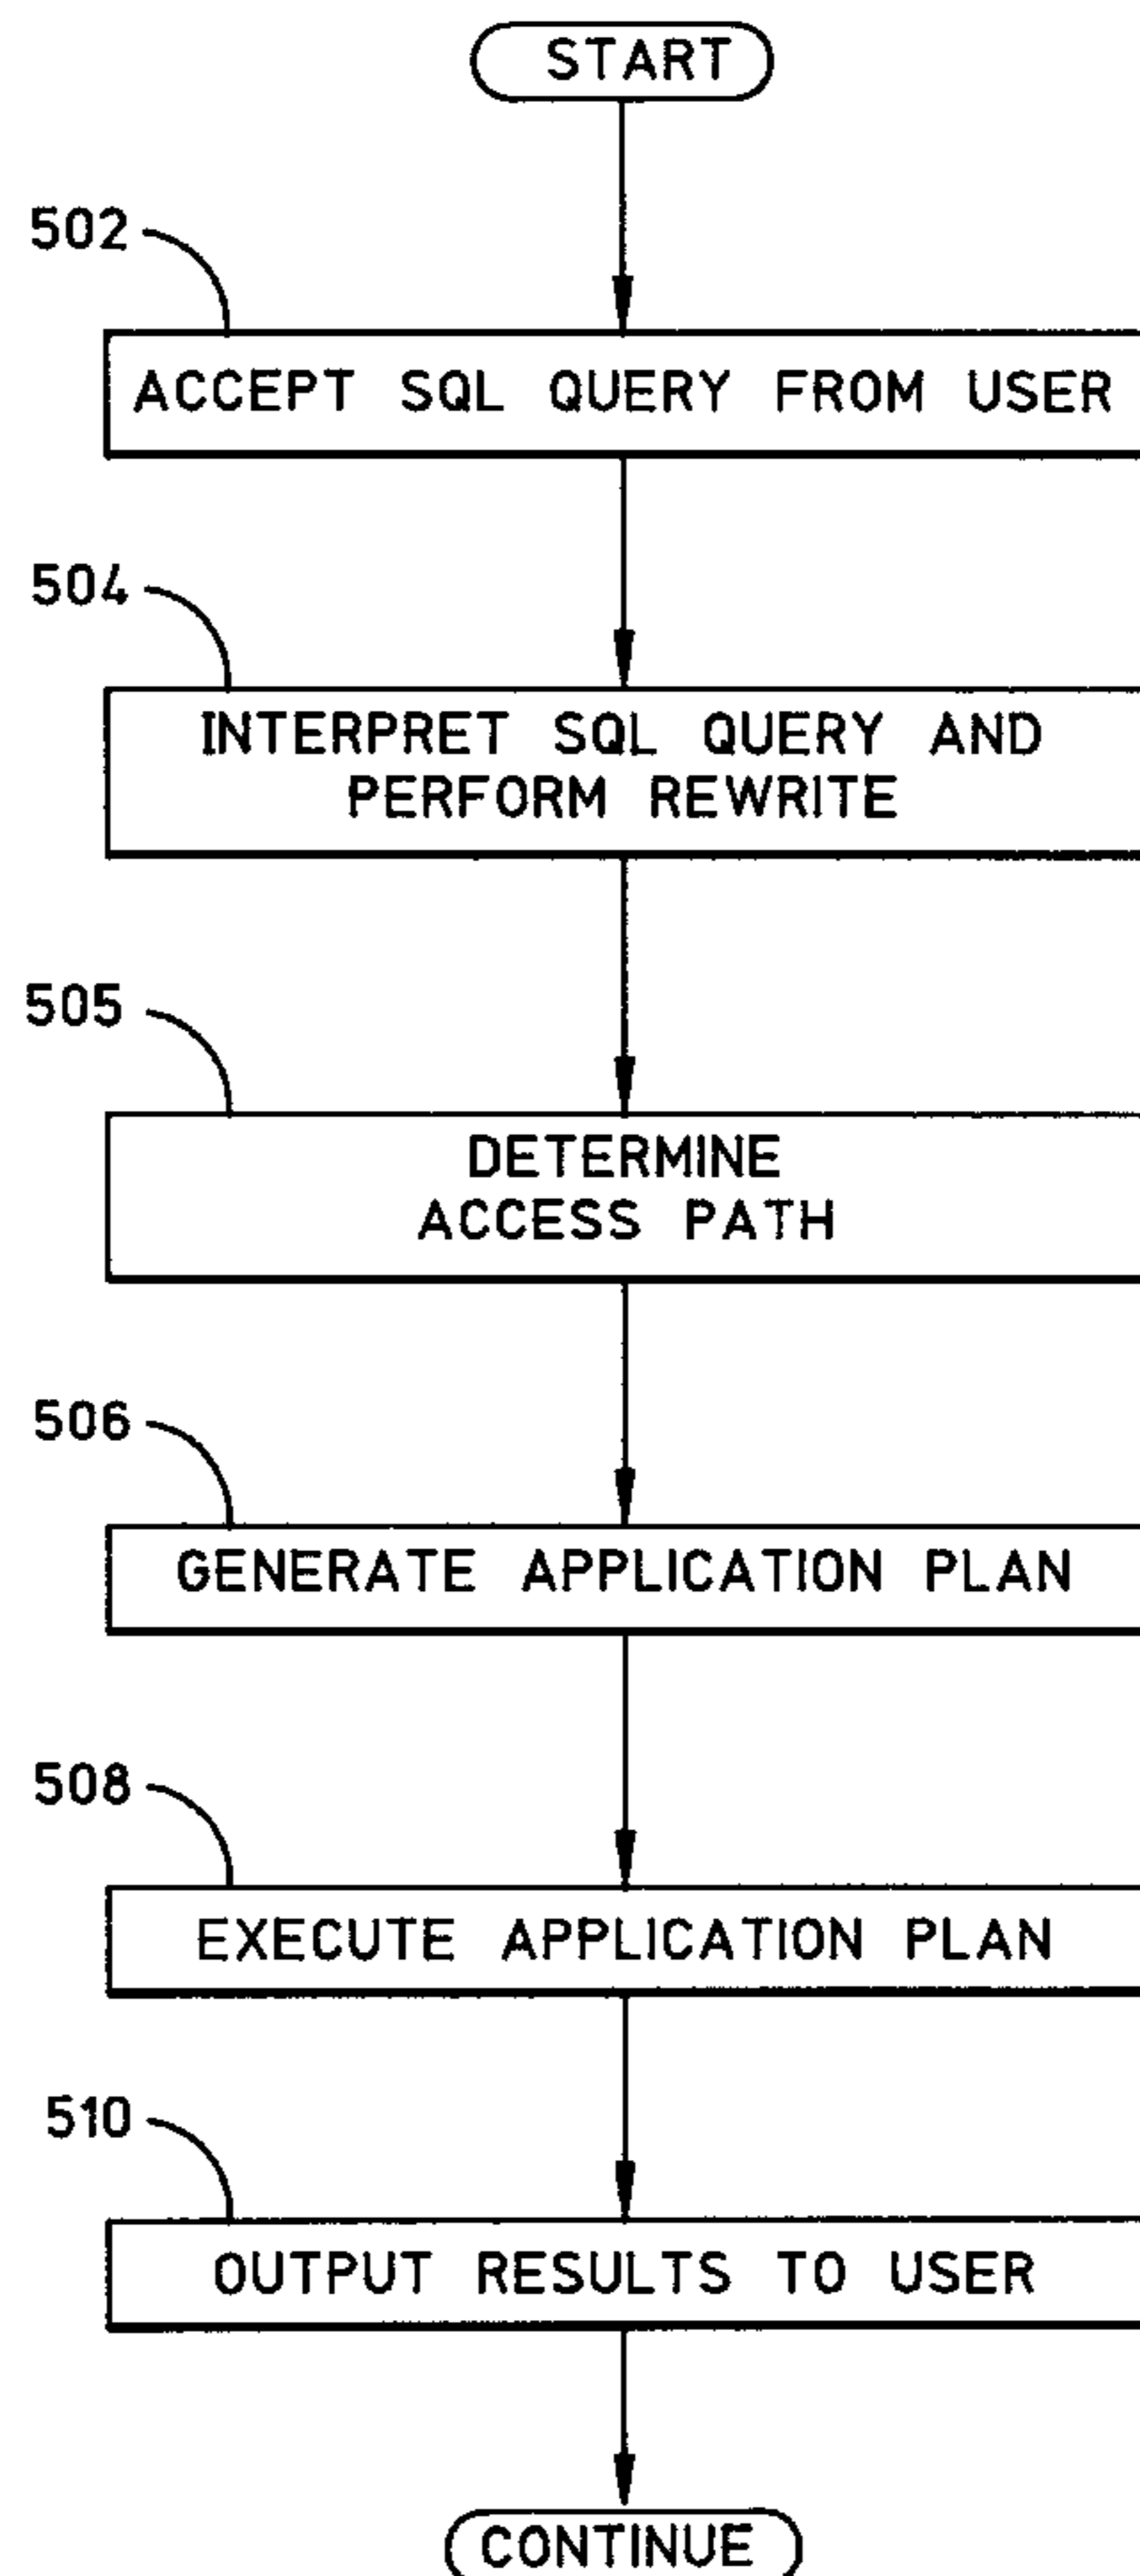 START
502
ACCEPT SQL QUERY FROM USER
504
INTERPRET SQL QUERY AND
PERFORM REWRITE
505
DETERMINE
ACCESS PATH
506
GENERATE APPLICATION PLAN
508
EXECUTE APPLICATION PLAN
510
OUTPUT RESULTS TO USER
CONTINUE